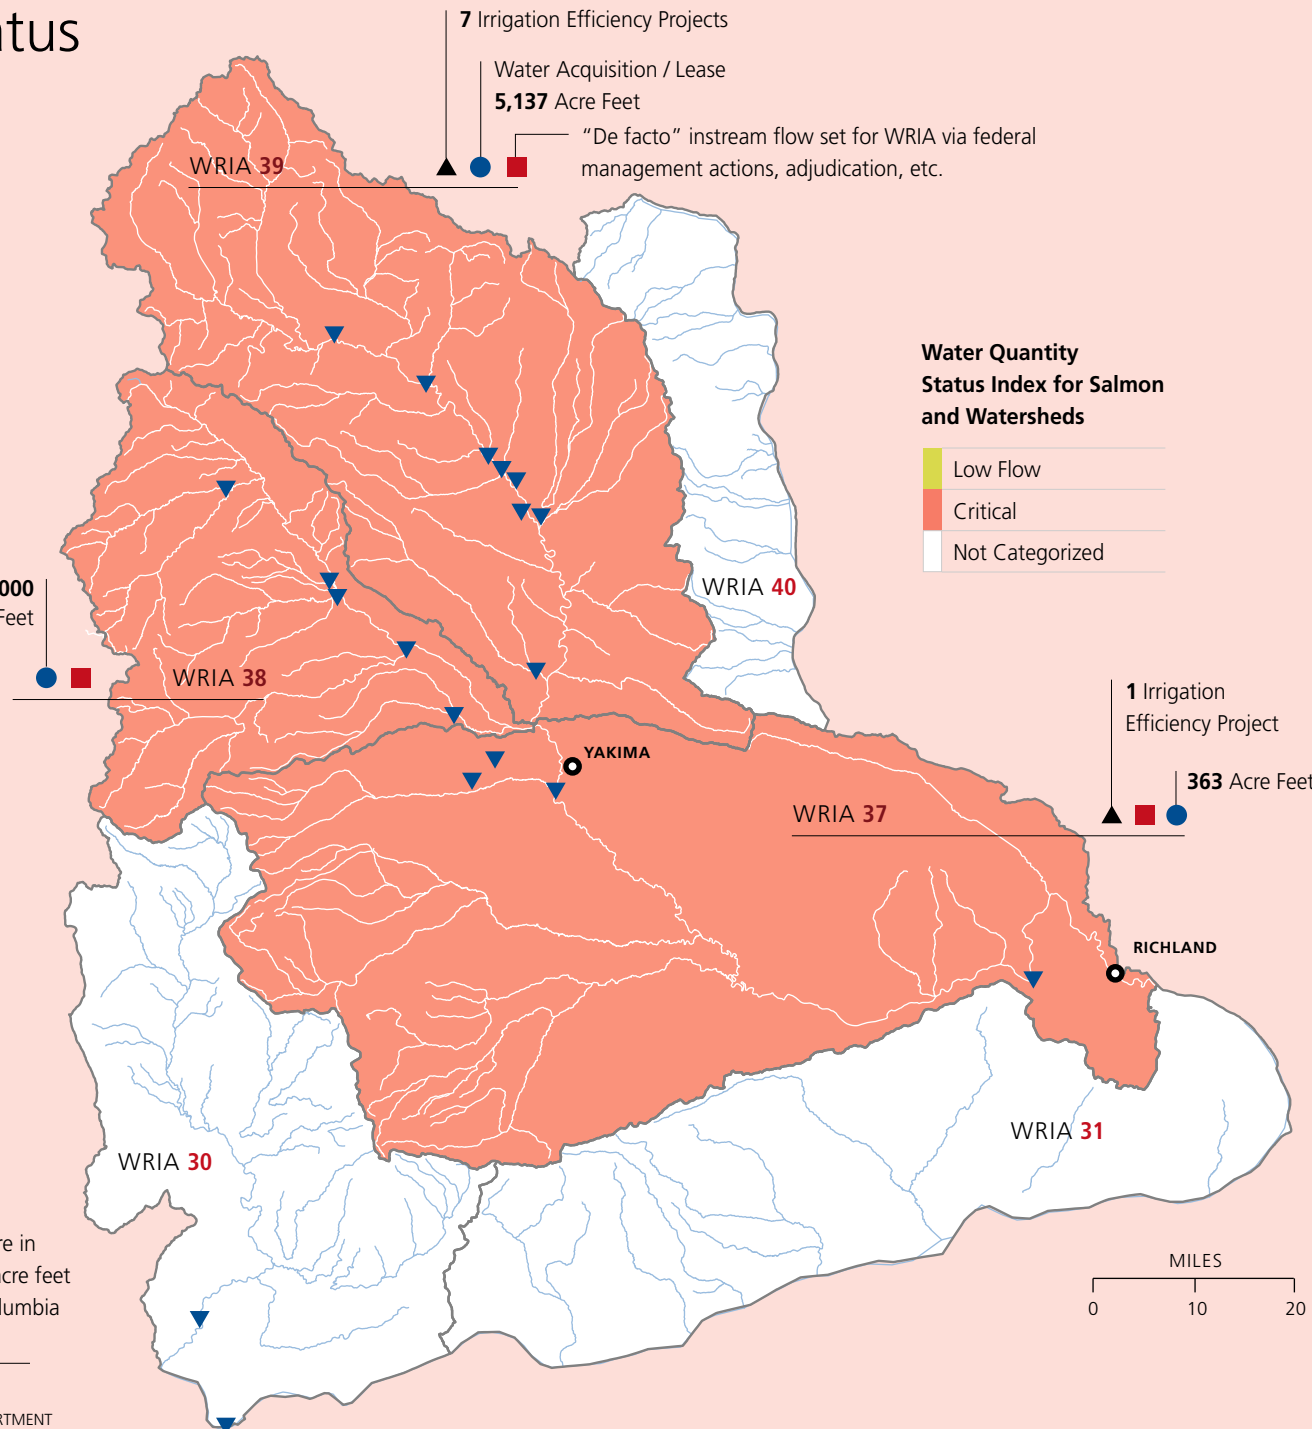 atus
7 Irrigation Efficiency Projects
Water Acquisition / Lease
5,137 Acre Feet
“De facto” instream flow set for WRIA via federal
management actions, adjudication, etc.
WRIA 39
Water Quantity
Status Index for Salmon
and Watersheds
Low Flow
Critical
Not Categorized
WRIA 40
000
Feet
WRIA 38
1 Irrigation
Efficiency Project
YAKIMA
363 Acre Feet
WRIA 37
RICHLAND
WRIA 31
WRIA 30
re in
acre feet
lumbia
MILES
0 10 20
RTMENT